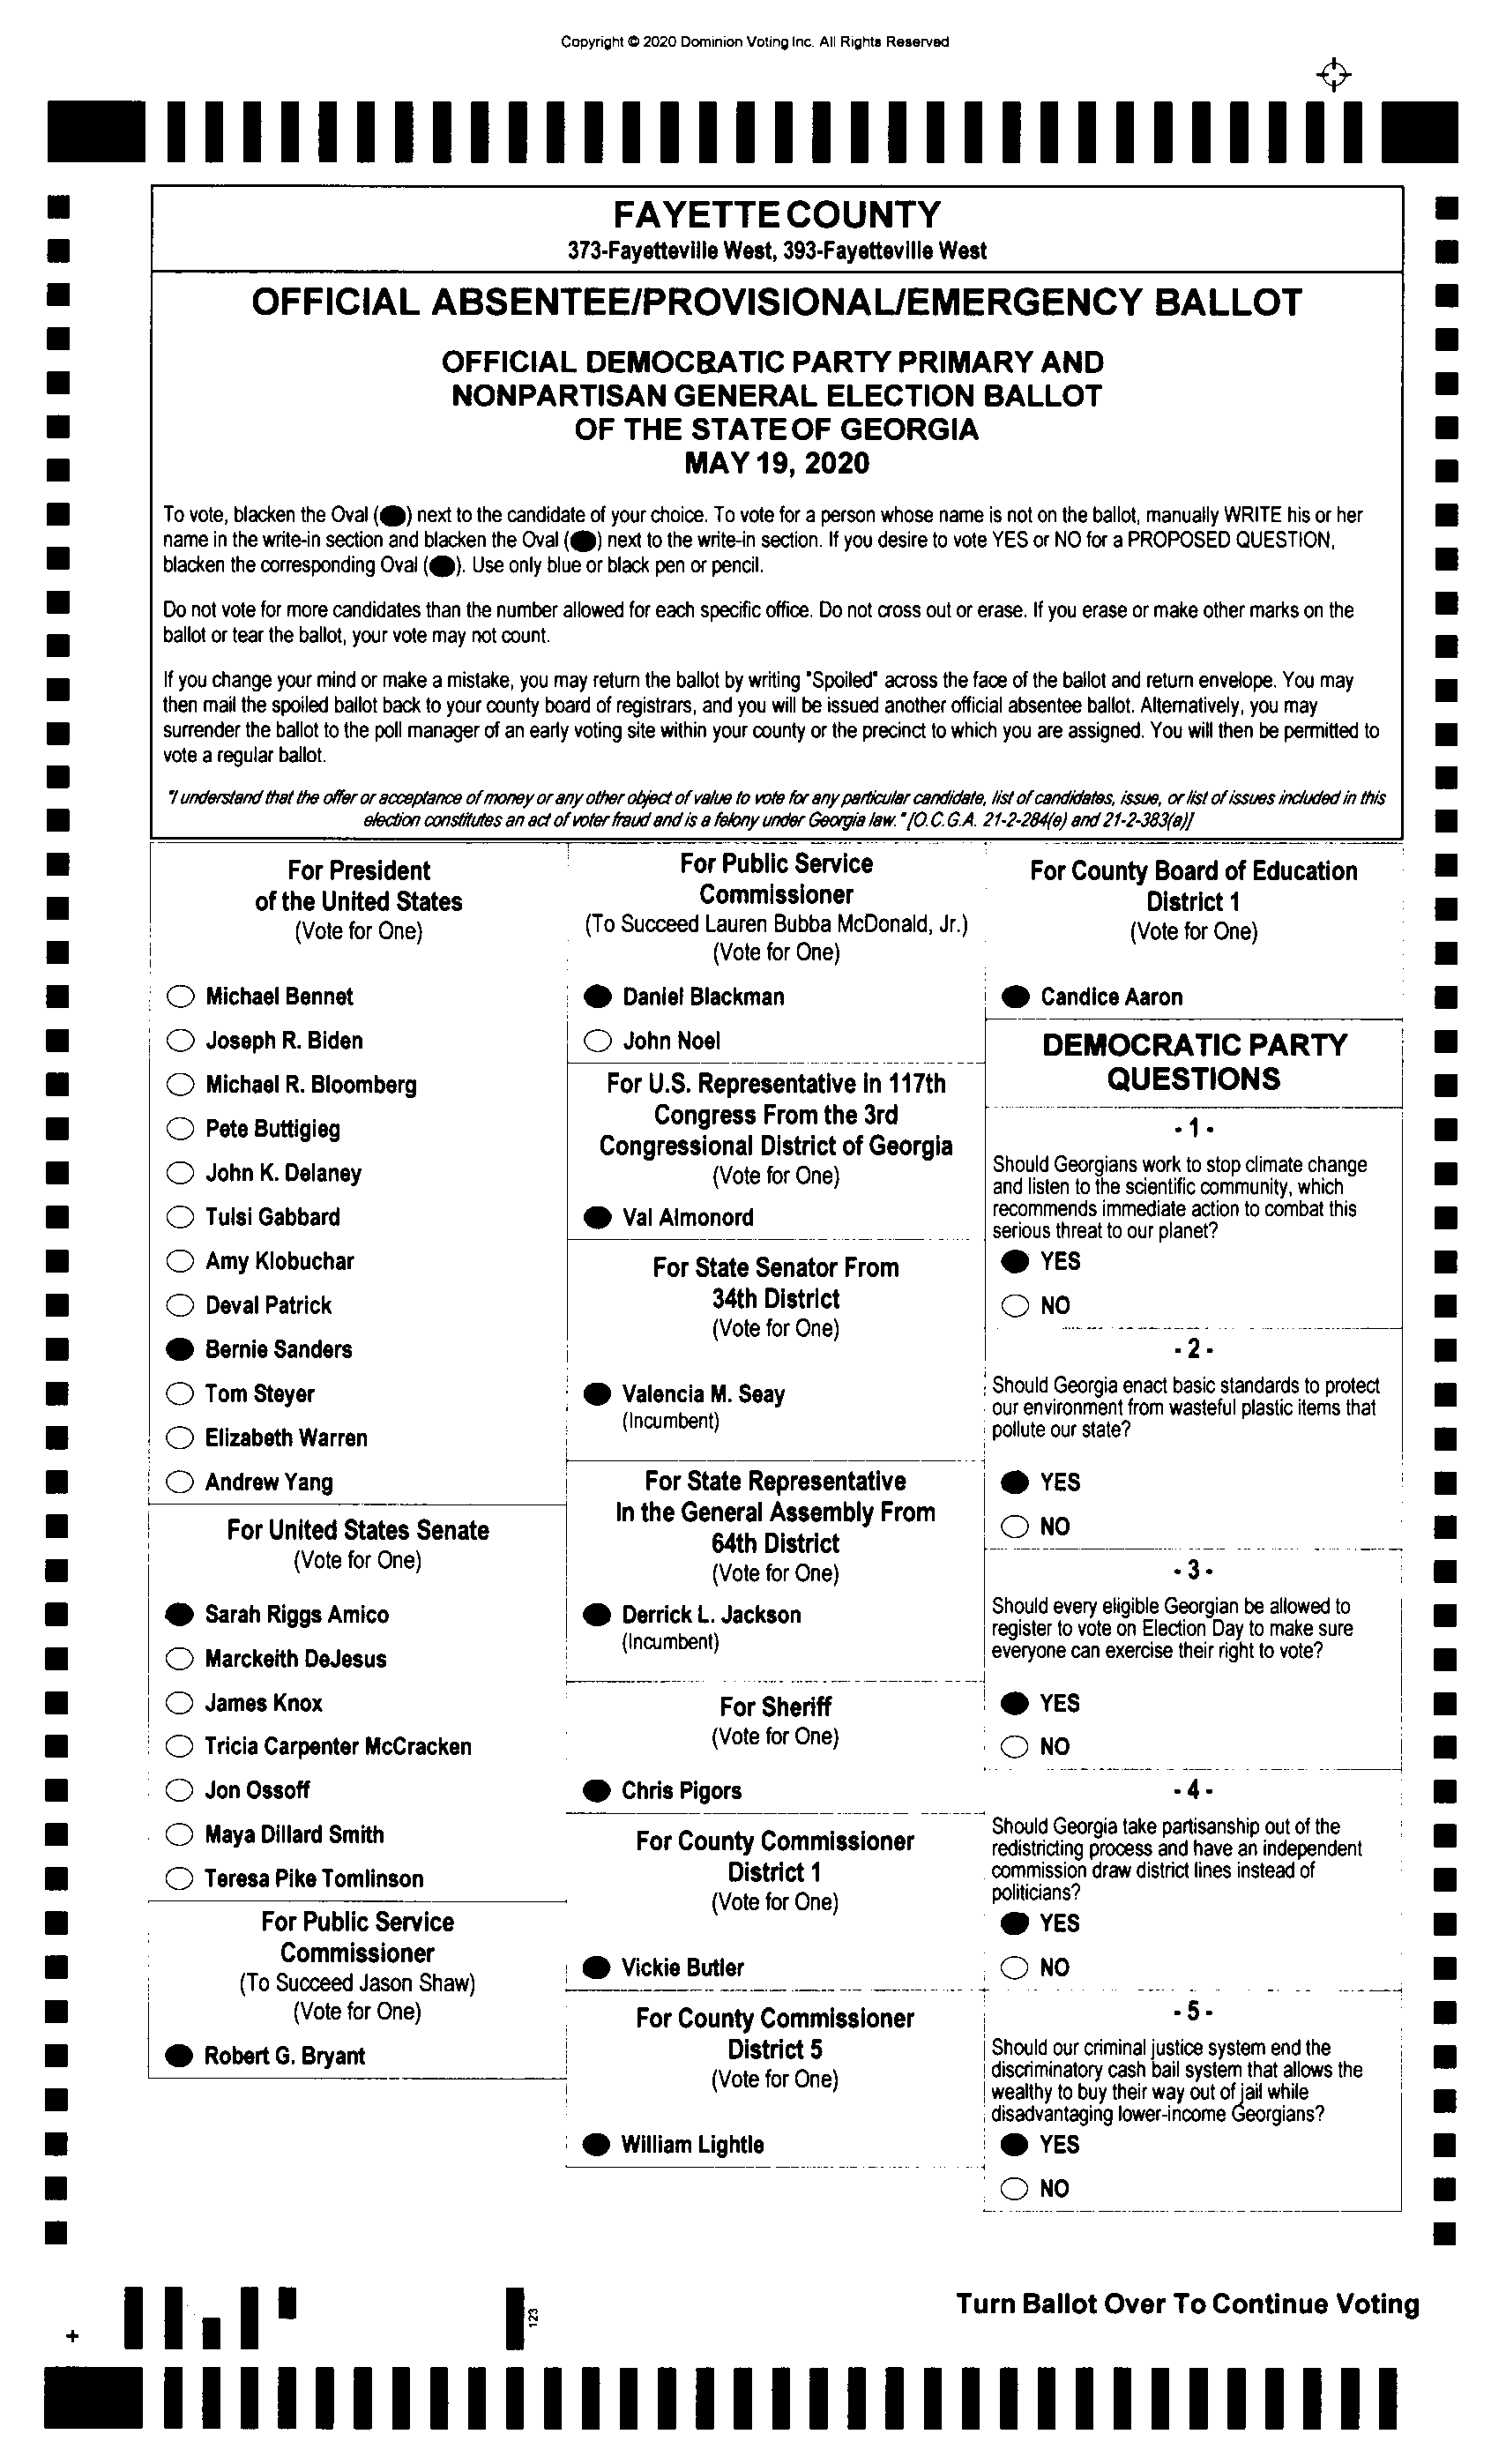 Copyright © 2020 Dominion Voting Inc. All Rights Reserved
FAYETTE COUNTY
373-Fayetteville West, 393-Fayetteville West
OFFICIAL ABSENTEE/PROVISIONAL/EMERGENCY BALLOT
OFFICIAL DEMOCRATIC PARTY PRIMARY AND
NONPARTISAN GENERAL ELECTION BALLOT
OF THE STATE OF GEORGIA
MAY 19, 2020
To vote, blacken the Oval (●) next to the candidate of your choice. To vote for a person whose name is not on the ballot, manually WRITE his or her
name in the write-in section and blacken the Oval (●) next to the write-in section. If you desire to vote YES or NO for a PROPOSED QUESTION,
blacken the corresponding Oval (●). Use only blue or black pen or pencil.
Do not vote for more candidates than the number allowed for each specific office. Do not cross out or erase. If you erase or make other marks on the
ballot or tear the ballot, your vote may not count.
If you change your mind or make a mistake, you may return the ballot by writing "Spoiled" across the face of the ballot and return envelope. You may
then mail the spoiled ballot back to your county board of registrars, and you will be issued another official absentee ballot. Alternatively, you may
surrender the ballot to the poll manager of an early voting site within your county or the precinct to which you are assigned. You will then be permitted to
vote a regular ballot.
"I understand that the offer or acceptance of money or any other object of value to vote for any particular candidate, list of candidates, issue, or list of issues included in this
election constitutes an act of voter fraud and is a felony under Georgia law." [O.C.G.A. 21-2-284(e) and 21-2-383(a)]
For President
of the United States
(Vote for One)
Michael Bennet
Joseph R. Biden
Michael R. Bloomberg
Pete Buttigieg
John K. Delaney
Tulsi Gabbard
Amy Klobuchar
Deval Patrick
Bernie Sanders
Tom Steyer
Elizabeth Warren
Andrew Yang
For United States Senate
(Vote for One)
Sarah Riggs Amico
Marckeith DeJesus
James Knox
Tricia Carpenter McCracken
Jon Ossoff
Maya Dillard Smith
Teresa Pike Tomlinson
For Public Service
Commissioner
(To Succeed Jason Shaw)
(Vote for One)
Robert G. Bryant
For Public Service
Commissioner
(To Succeed Lauren Bubba McDonald, Jr.)
(Vote for One)
Daniel Blackman
John Noel
For U.S. Representative in 117th
Congress From the 3rd
Congressional District of Georgia
(Vote for One)
Val Almonord
For State Senator From
34th District
(Vote for One)
Valencia M. Seay
(Incumbent)
For State Representative
In the General Assembly From
64th District
(Vote for One)
Derrick L. Jackson
(Incumbent)
For Sheriff
(Vote for One)
Chris Pigors
For County Commissioner
District 1
(Vote for One)
Vickie Butler
For County Commissioner
District 5
(Vote for One)
William Lightle
For County Board of Education
District 1
(Vote for One)
Candice Aaron
DEMOCRATIC PARTY
QUESTIONS
- 1 -
Should Georgians work to stop climate change
and listen to the scientific community, which
recommends immediate action to combat this
serious threat to our planet?
YES
NO
- 2 -
Should Georgia enact basic standards to protect
our environment from wasteful plastic items that
pollute our state?
YES
NO
- 3 -
Should every eligible Georgian be allowed to
register to vote on Election Day to make sure
everyone can exercise their right to vote?
YES
NO
- 4 -
Should Georgia take partisanship out of the
redistricting process and have an independent
commission draw district lines instead of
politicians?
YES
NO
- 5 -
Should our criminal justice system end the
discriminatory cash bail system that allows the
wealthy to buy their way out of jail while
disadvantaging lower-income Georgians?
YES
NO
123
Turn Ballot Over To Continue Voting